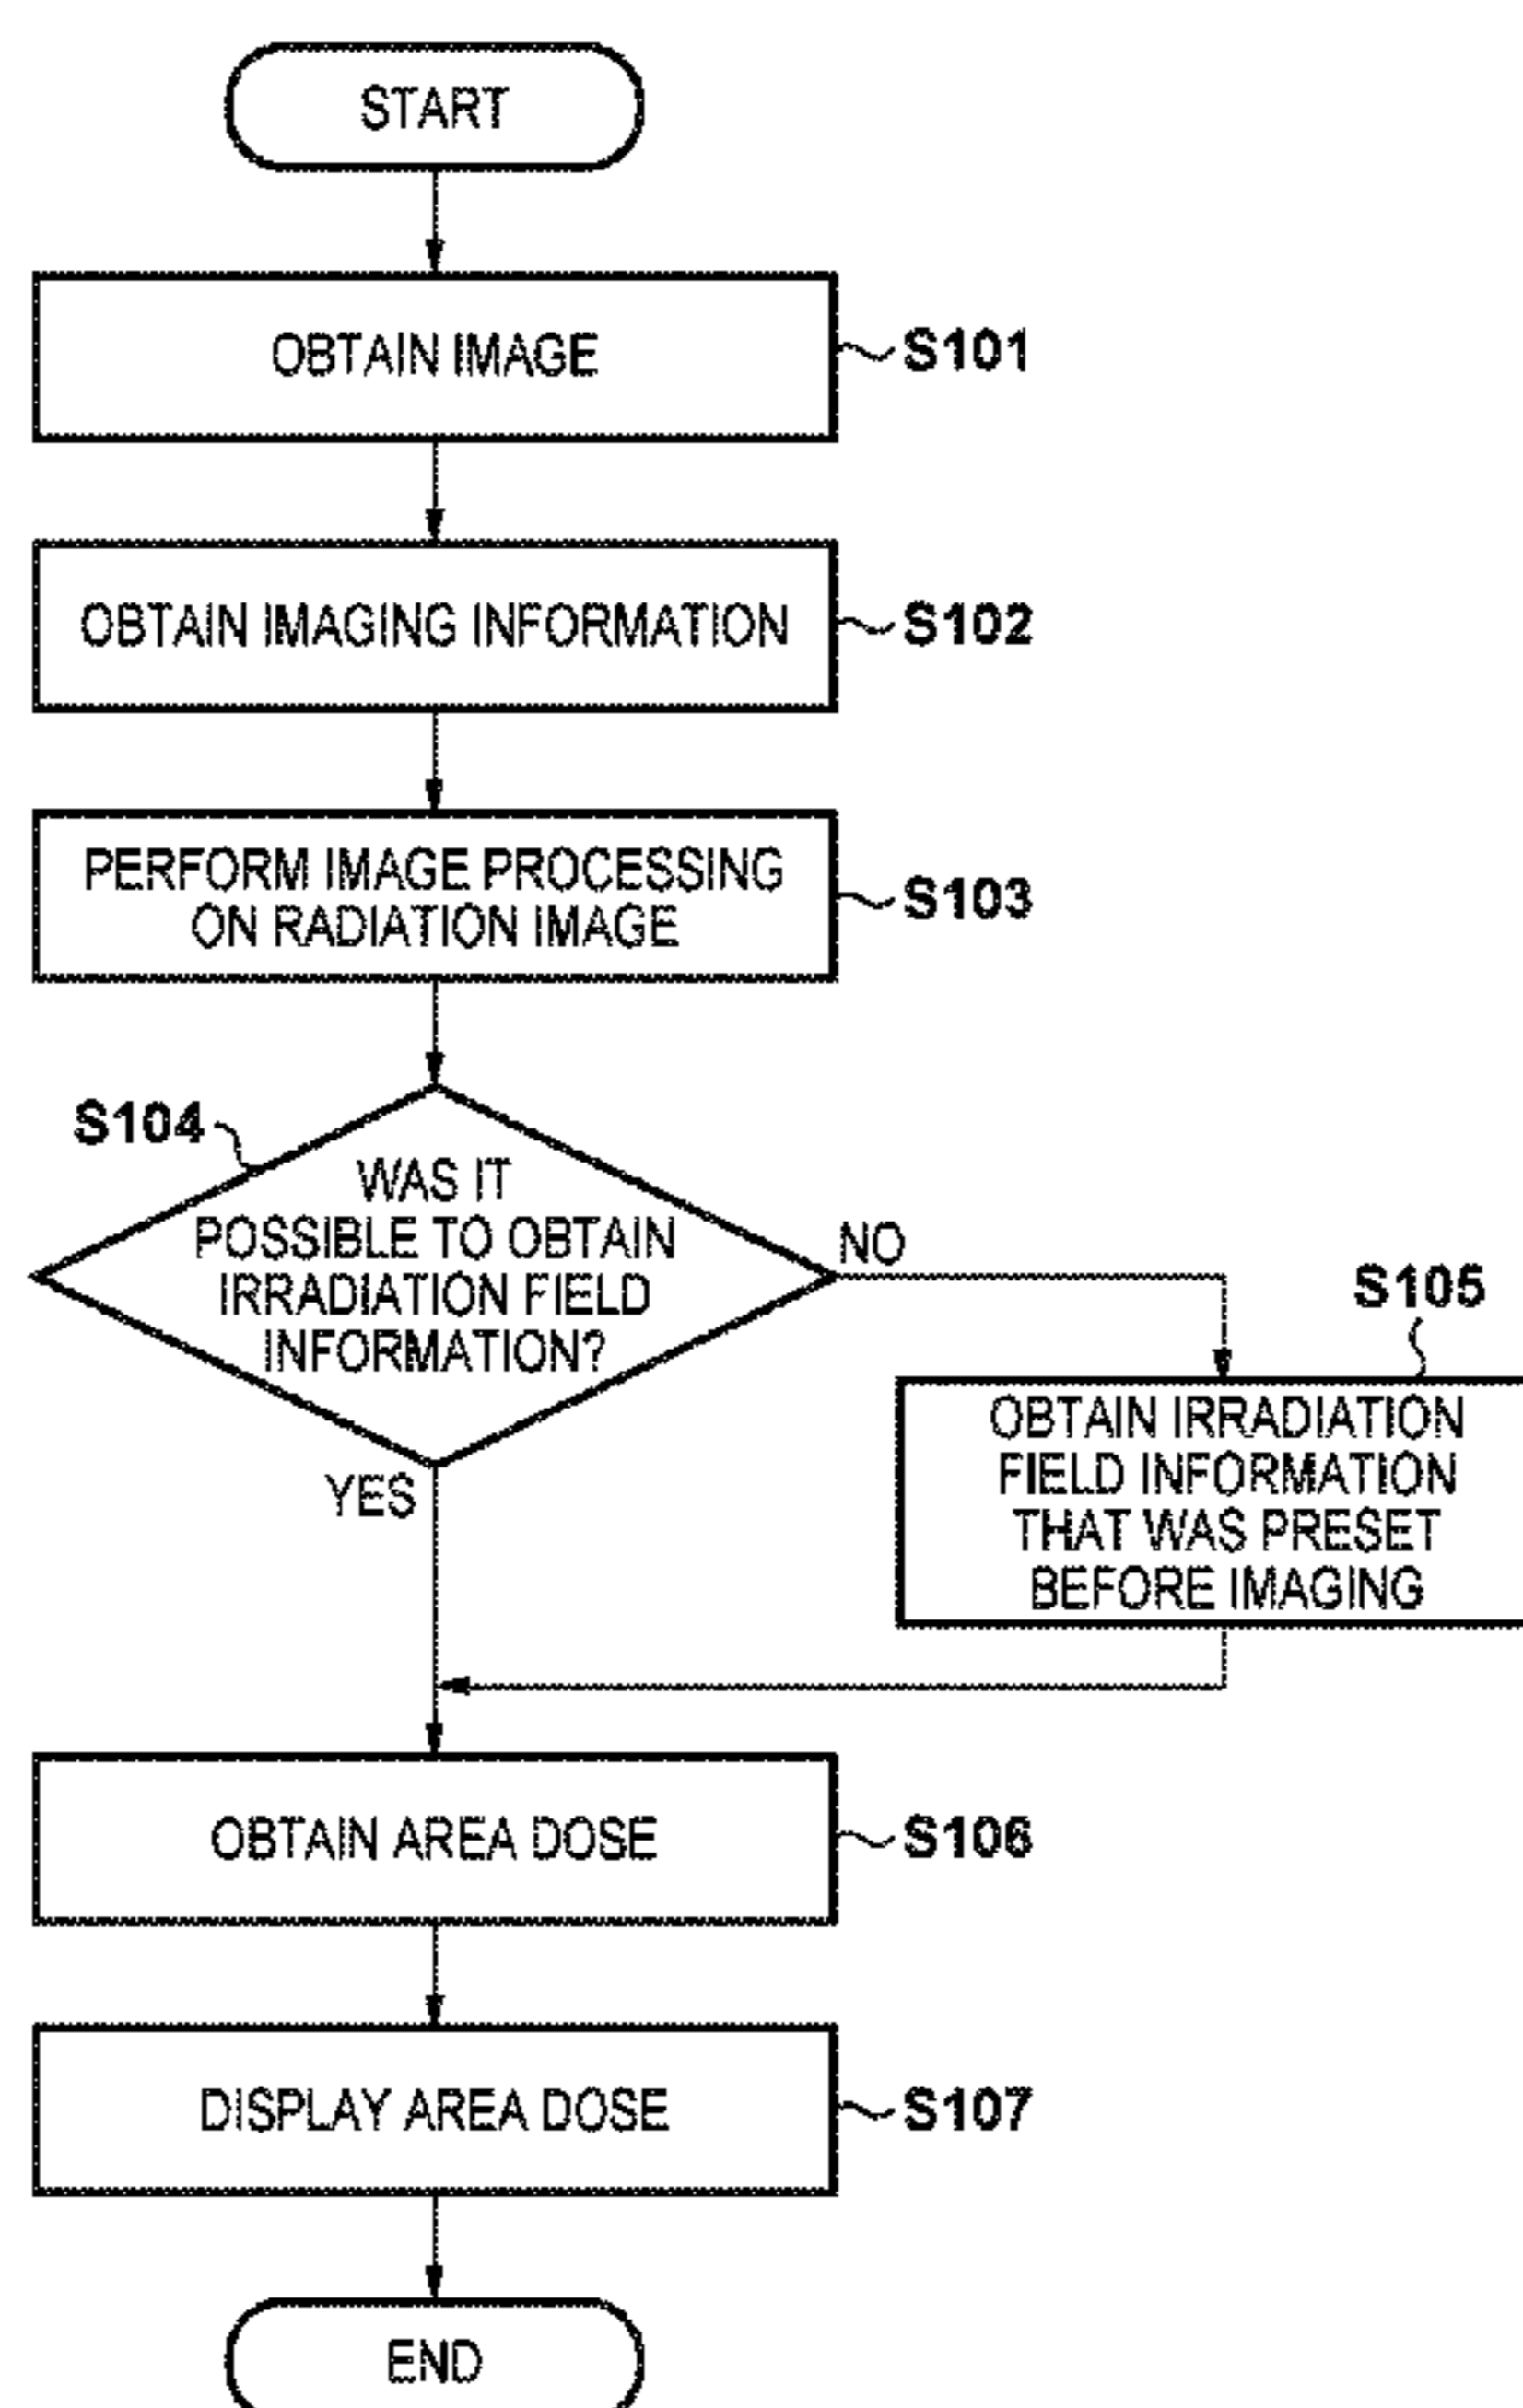 START
OBTAIN IMAGE
S101
OBTAIN IMAGING INFORMATION
S102
PERFORM IMAGE PROCESSING
ON RADIATION IMAGE
S103
S104
WAS IT
POSSIBLE TO OBTAIN
IRRADIATION FIELD
INFORMATION?
NO
YES
S105
OBTAIN IRRADIATION
FIELD INFORMATION
THAT WAS PRESET
BEFORE IMAGING
OBTAIN AREA DOSE
S106
DISPLAY AREA DOSE
S107
END